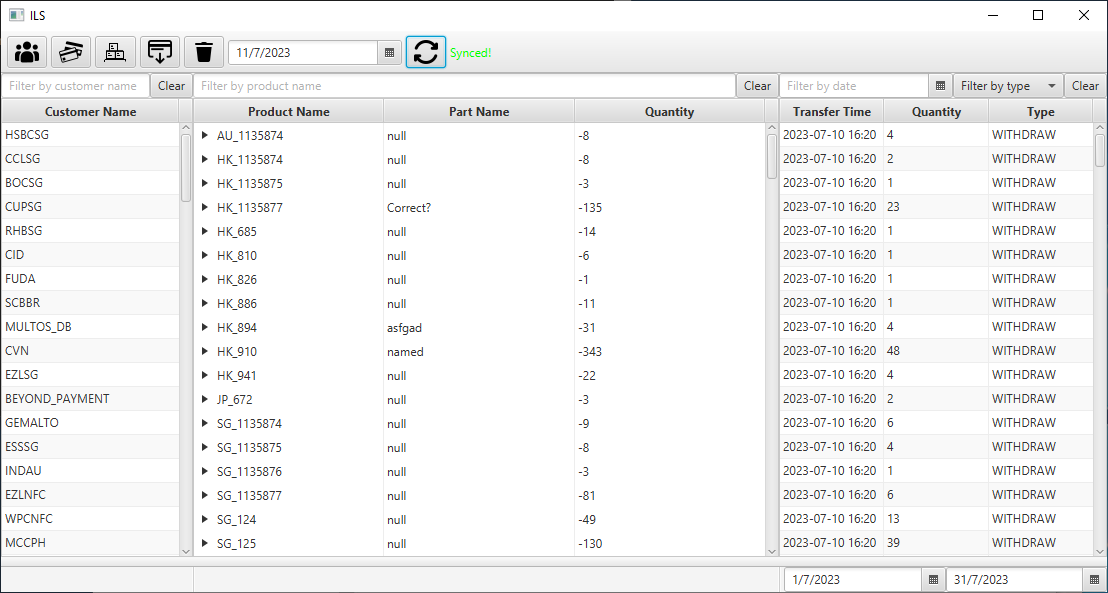 ILS
11/7/2023 Synced!
Filter by customer name Clear Filter by product name Clear Filter by date Filter by type Clear
Customer Name Product Name Part Name Quantity Transfer Time Quantity Type
HSBCSG AU_1135874 null -8 2023-07-10 16:20 4 WITHDRAW
CCLSG HK_1135874 null -8 2023-07-10 16:20 2 WITHDRAW
BOCSG HK_1135875 null -3 2023-07-10 16:20 1 WITHDRAW
CUPSG HK_1135877 Correct? -135 2023-07-10 16:20 23 WITHDRAW
RHBSG HK_685 null -14 2023-07-10 16:20 1 WITHDRAW
CID HK_810 null -6 2023-07-10 16:20 1 WITHDRAW
FUDA HK_826 null -1 2023-07-10 16:20 1 WITHDRAW
SCBBR HK_886 null -11 2023-07-10 16:20 1 WITHDRAW
MULTOS_DB HK_894 asfgad -31 2023-07-10 16:20 4 WITHDRAW
CVN HK_910 named -343 2023-07-10 16:20 48 WITHDRAW
EZLSG HK_941 null -22 2023-07-10 16:20 4 WITHDRAW
BEYOND_PAYMENT JP_672 null -3 2023-07-10 16:20 2 WITHDRAW
GEMALTO SG_1135874 null -9 2023-07-10 16:20 6 WITHDRAW
ESSSG SG_1135875 null -8 2023-07-10 16:20 4 WITHDRAW
INDAU SG_1135876 null -3 2023-07-10 16:20 1 WITHDRAW
EZLNFC SG_1135877 null -81 2023-07-10 16:20 6 WITHDRAW
WPCNFC SG_124 null -49 2023-07-10 16:20 13 WITHDRAW
MCCPH SG_125 null -130 2023-07-10 16:20 39 WITHDRAW
1/7/2023 31/7/2023